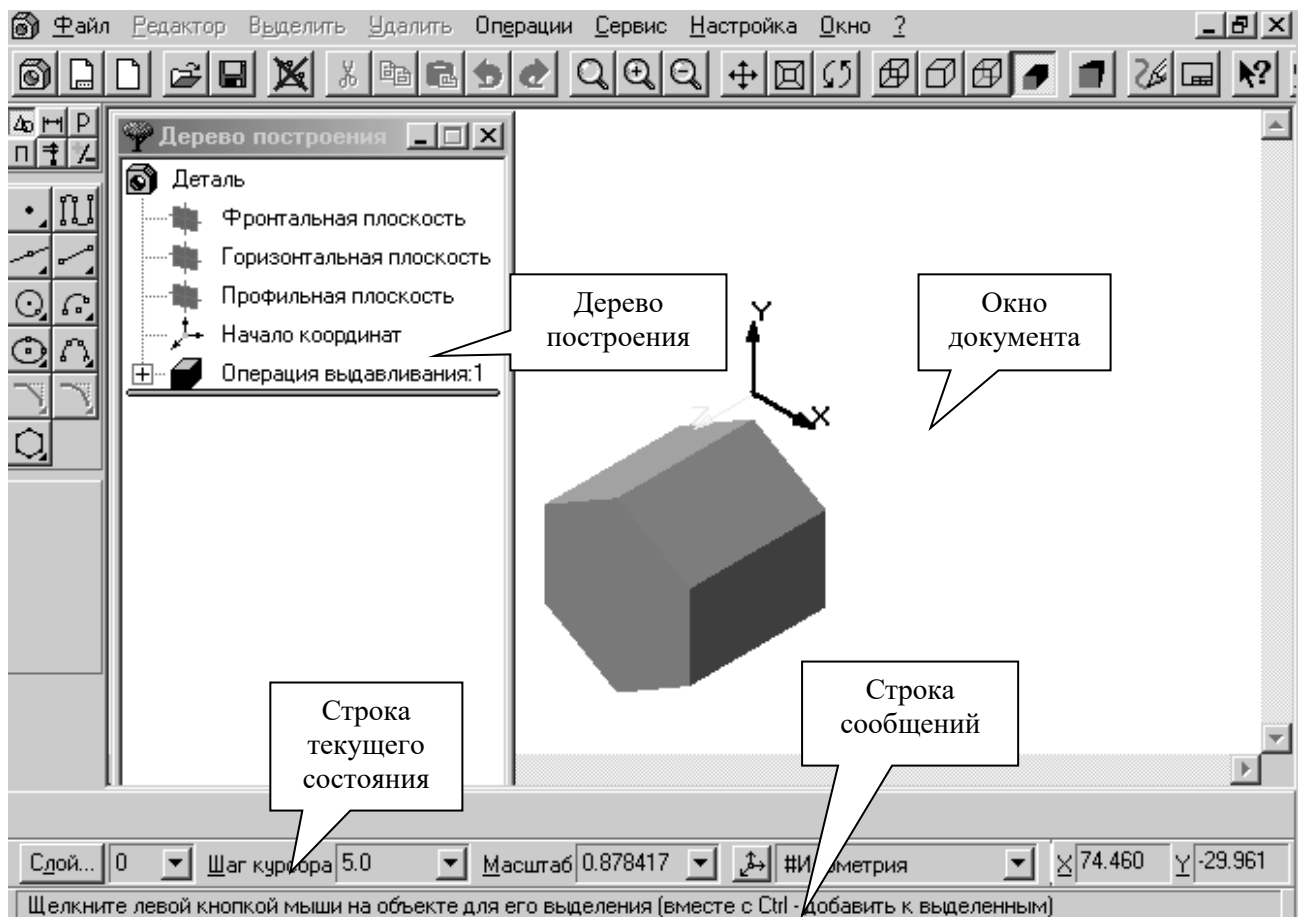 Файл Редактор Выделить Удалить Операции Сервис Настройка Окно ?
P
П
Дерево построения
Деталь
Фронтальная плоскость
Горизонтальная плоскость
Профильная плоскость
Начало координат
Операция выдавливания:1
Дерево
построения
Окно
документа
Y
X
Z
Строка
текущего
состояния
Строка
сообщений
Слой... 0 Шаг курсора 5.0 Масштаб 0.878417 #Изометрия X 74.460 Y -29.961
Щелкните левой кнопкой мыши на объекте для его выделения (вместе с Ctrl - добавить к выделенным)